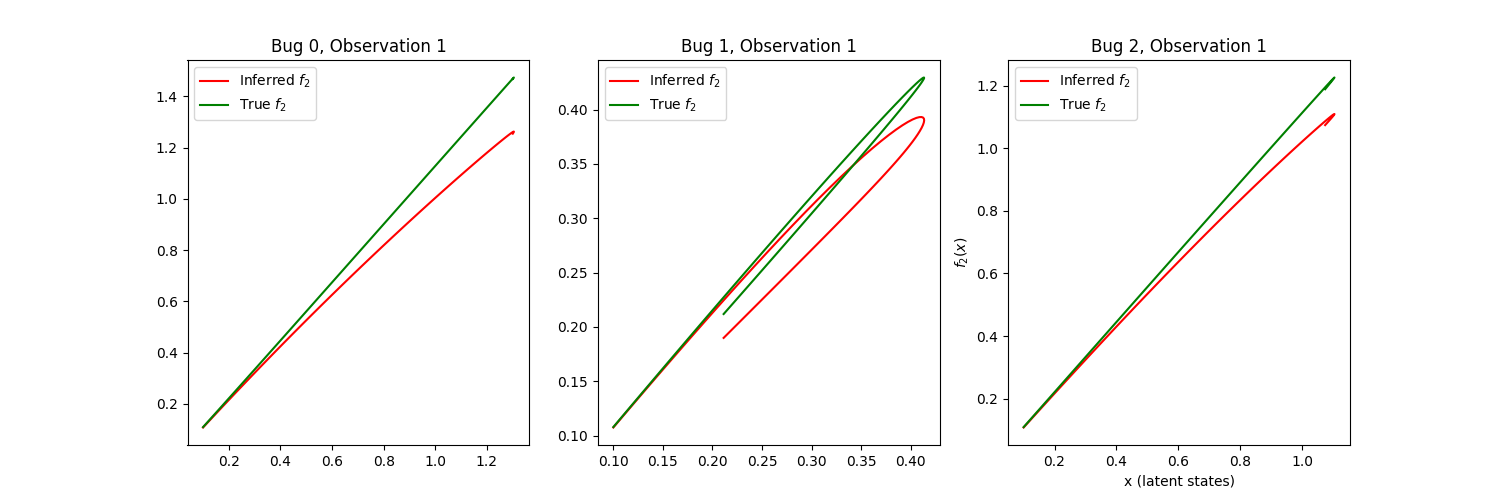 Bug 0, Observation 1
Inferred f₂
True f₂
1.4
1.2
1.0
0.8
0.6
0.4
0.2
0.2 0.4 0.6 0.8 1.0 1.2
Bug 1, Observation 1
Inferred f₂
True f₂
0.40
0.35
0.30
0.25
0.20
0.15
0.10
0.10 0.15 0.20 0.25 0.30 0.35 0.40
Bug 2, Observation 1
Inferred f₂
True f₂
f₂(x)
1.2
1.0
0.8
0.6
0.4
0.2
0.2 0.4 0.6 0.8 1.0
x (latent states)